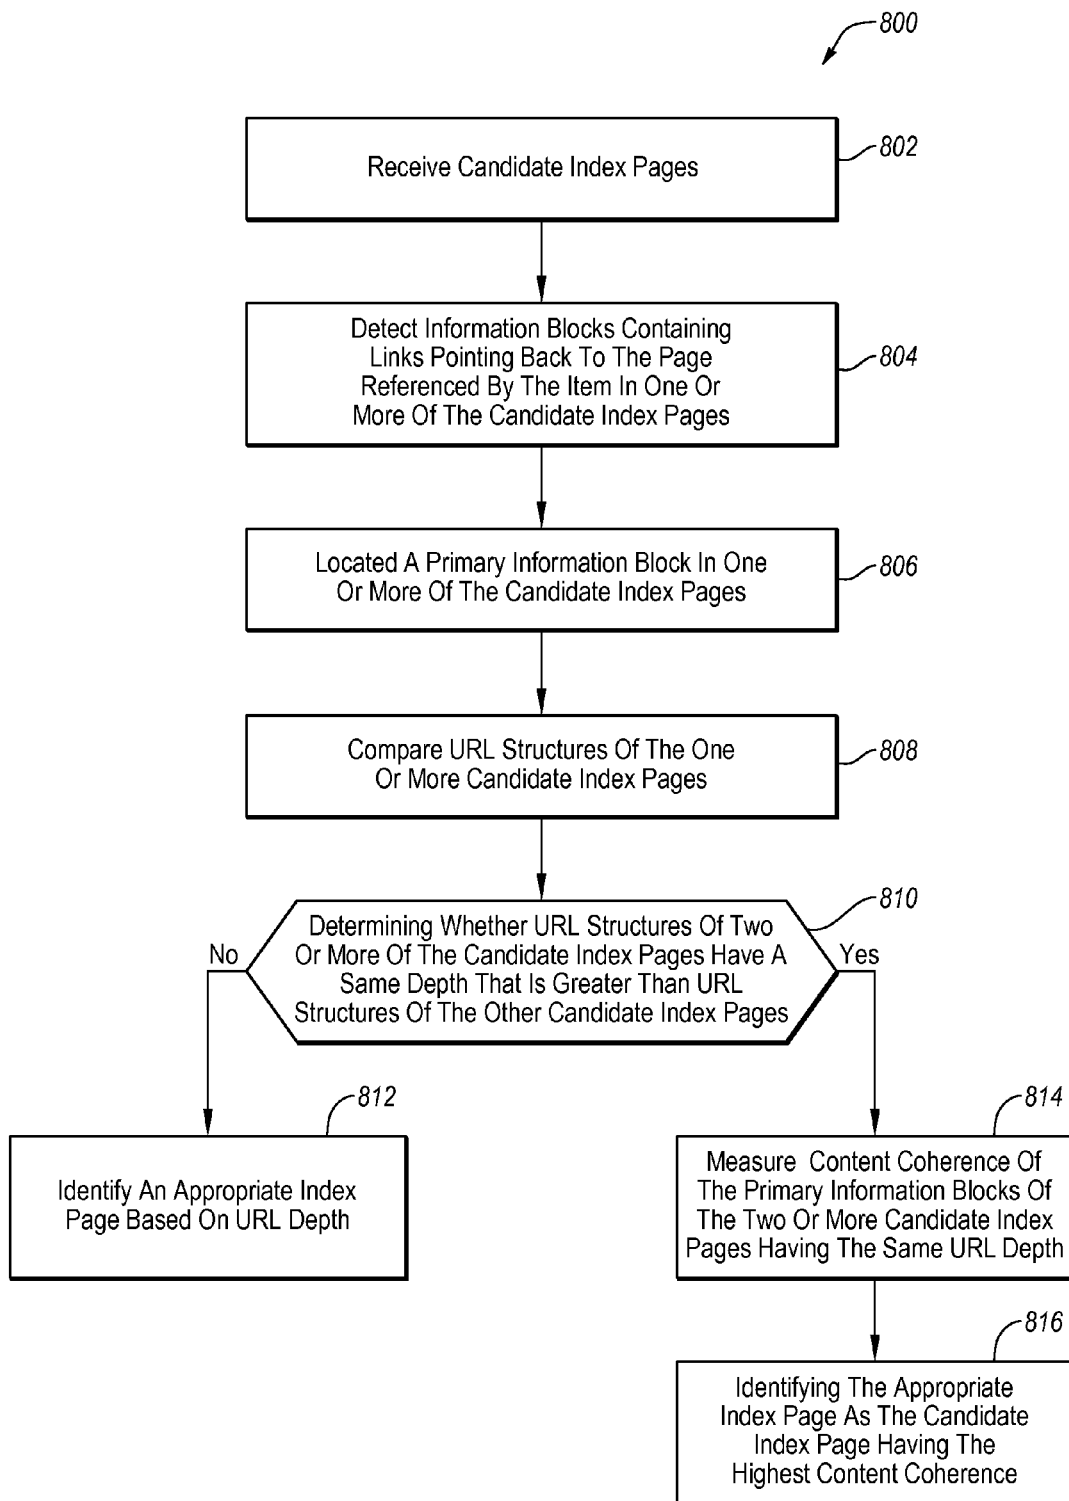 800
Receive Candidate Index Pages
802
Detect Information Blocks Containing
Links Pointing Back To The Page
Referenced By The Item In One Or
More Of The Candidate Index Pages
804
Located A Primary Information Block In One
Or More Of The Candidate Index Pages
806
Compare URL Structures Of The One
Or More Candidate Index Pages
808
810
Determining Whether URL Structures Of Two
Or More Of The Candidate Index Pages Have A
Same Depth That Is Greater Than URL
Structures Of The Other Candidate Index Pages
No
Yes
812
Identify An Appropriate Index
Page Based On URL Depth
814
Measure Content Coherence Of
The Primary Information Blocks Of
The Two Or More Candidate Index
Pages Having The Same URL Depth
816
Identifying The Appropriate
Index Page As The Candidate
Index Page Having The
Highest Content Coherence